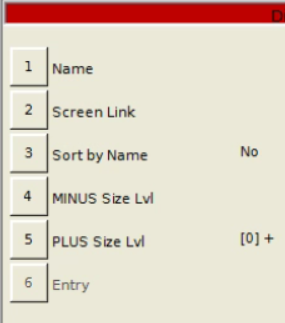 D
1 Name
2 Screen Link
3 Sort by Name No
4 MINUS Size Lvl
5 PLUS Size Lvl [0] +
6 Entry